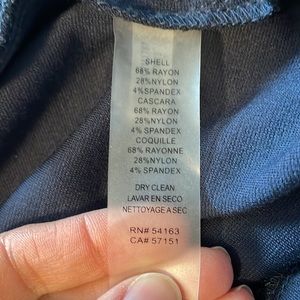 SHELL
68% RAYON
28%NYLON
4%SPANDEX
CASCARA
68% RAYON
28%NYLON
4% SPANDEX
COQUILLE
68% RAYONNE
28%NYLON
4% SPANDEX
DRY CLEAN
LAVAR EN SECO
NETTOYAGE A SEC
RN# 54163
CA# 57151